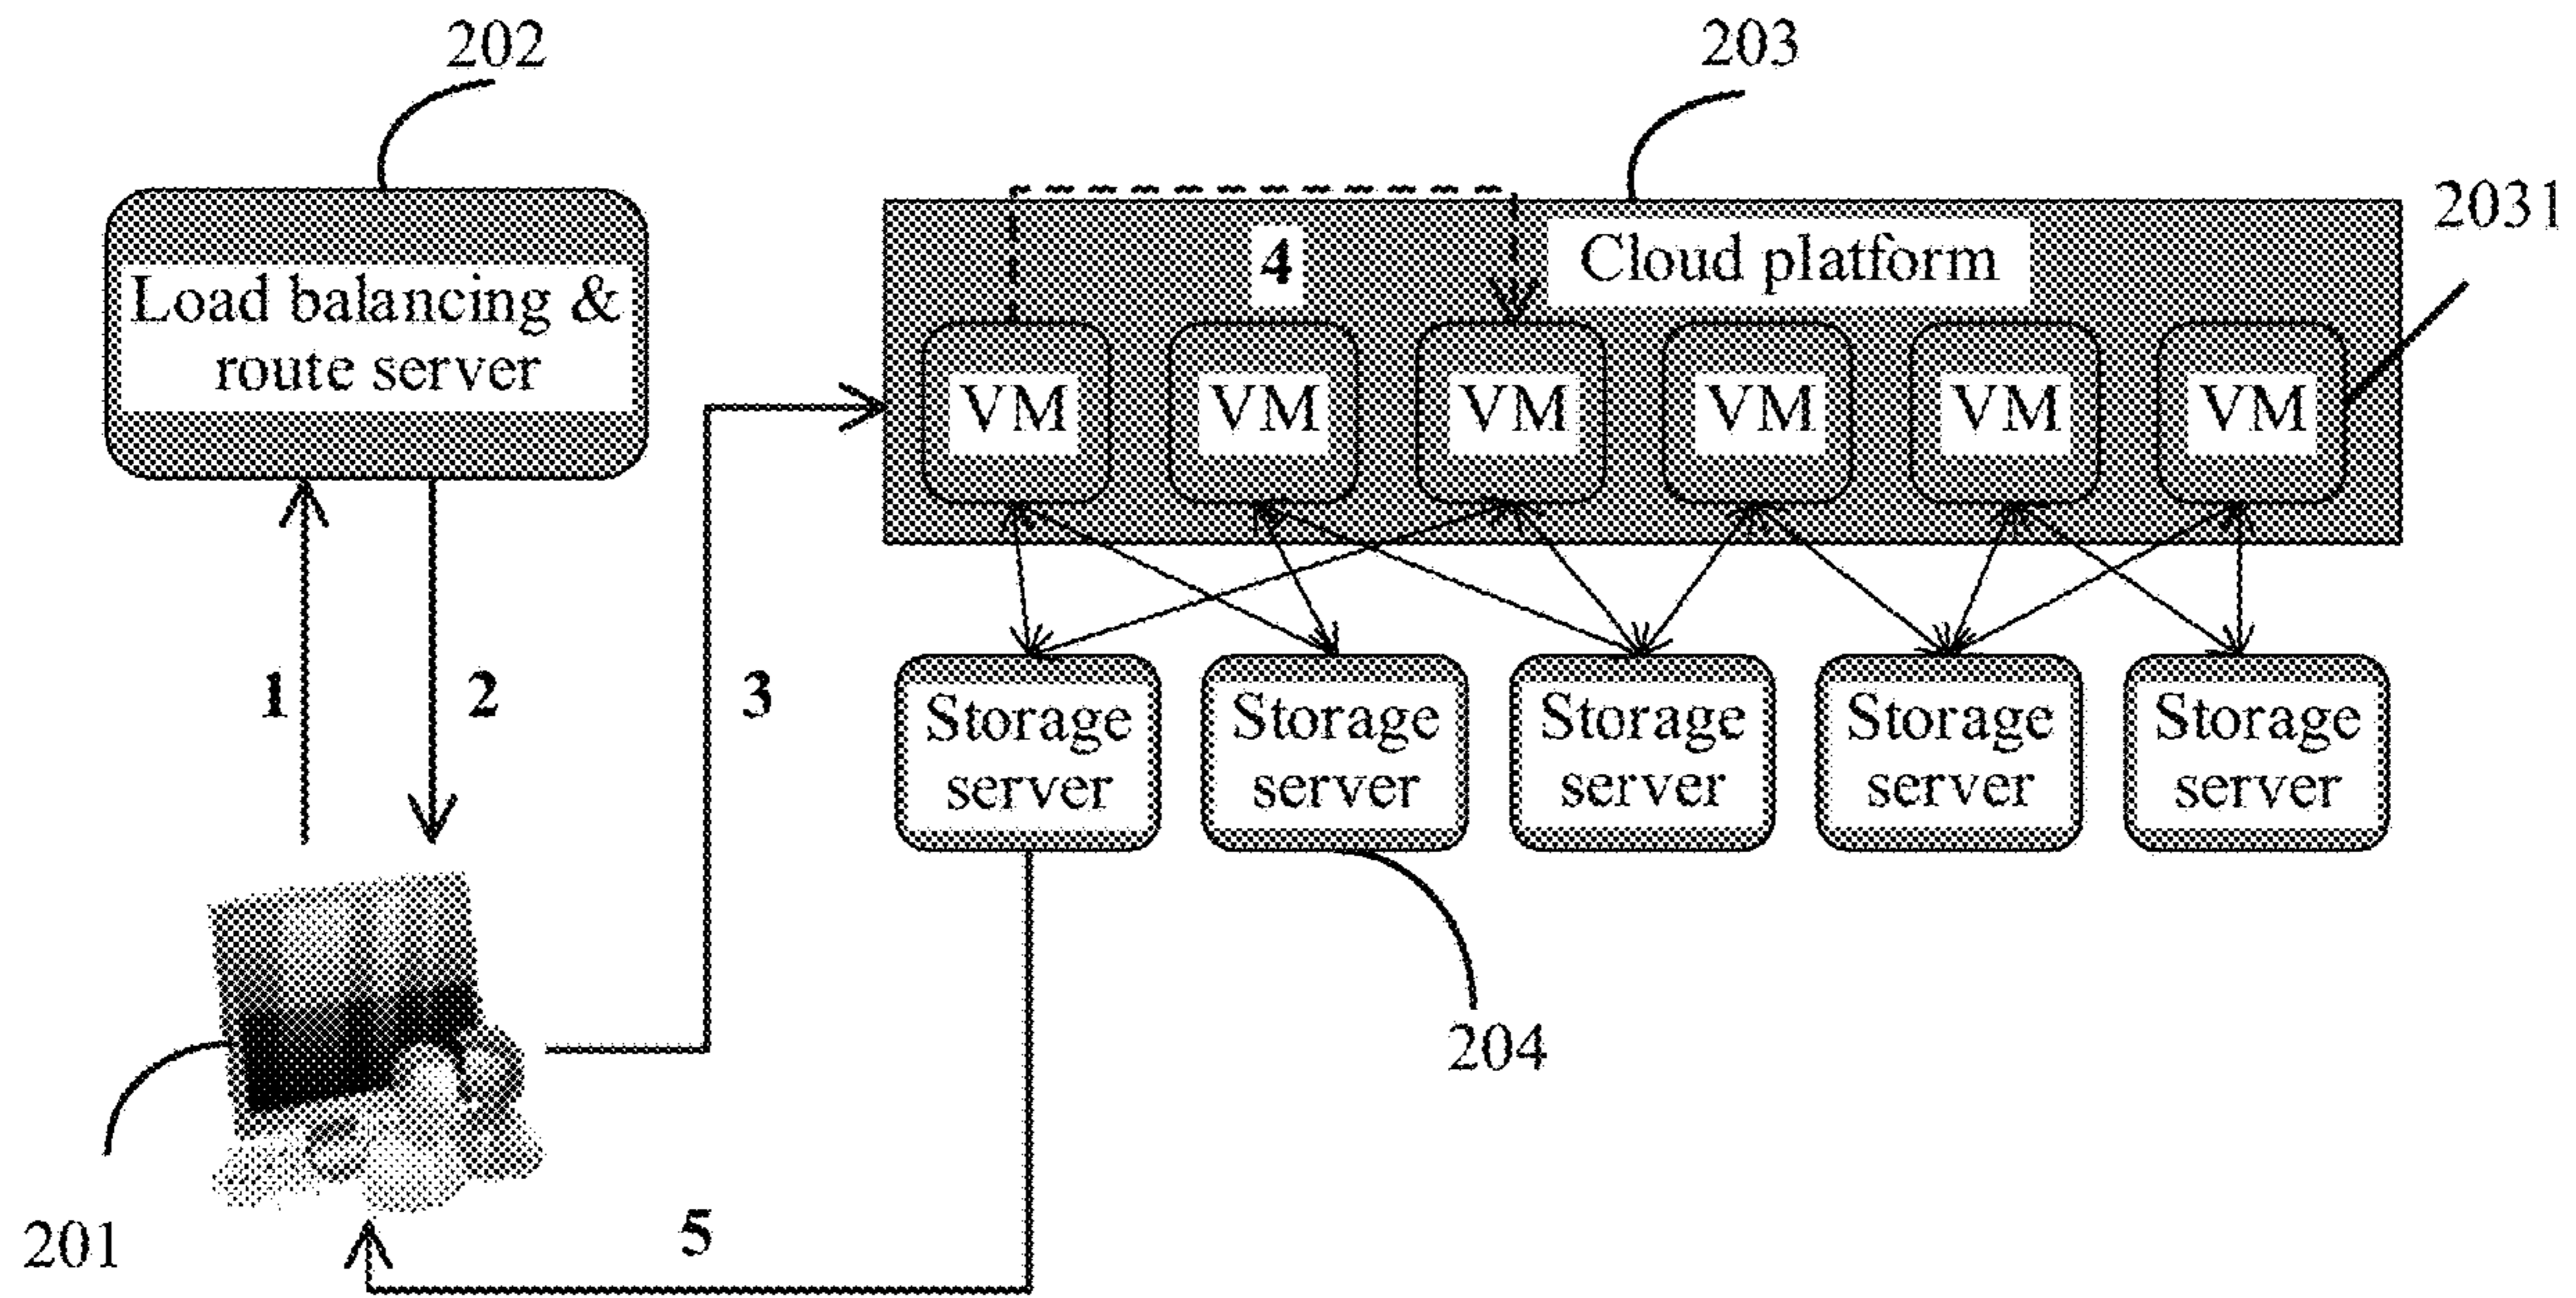 202
203
2031
Load balancing &
route server
4
Cloud platform
VM
VM
VM
VM
VM
VM
1
2
3
Storage
server
Storage
server
Storage
server
Storage
server
Storage
server
204
201
5